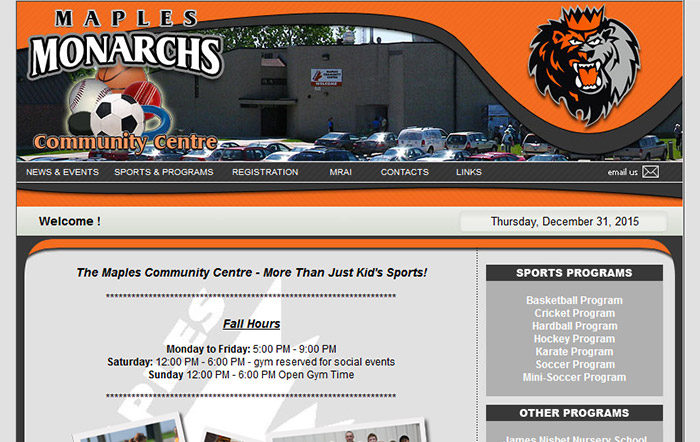 MAPLES
MONARCHS
Community Centre
NEWS & EVENTS SPORTS & PROGRAMS REGISTRATION MRAI CONTACTS LINKS email us
Welcome !
Thursday, December 31, 2015
The Maples Community Centre - More Than Just Kid's Sports!
**********************************************************************
Fall Hours
Monday to Friday: 5:00 PM - 9:00 PM
Saturday: 12:00 PM - 6:00 PM - gym reserved for social events
Sunday 12:00 PM - 6:00 PM Open Gym Time
**********************************************************************
SPORTS PROGRAMS
Basketball Program
Cricket Program
Hardball Program
Hockey Program
Karate Program
Soccer Program
Mini-Soccer Program
OTHER PROGRAMS
James Nisbet Nursery School